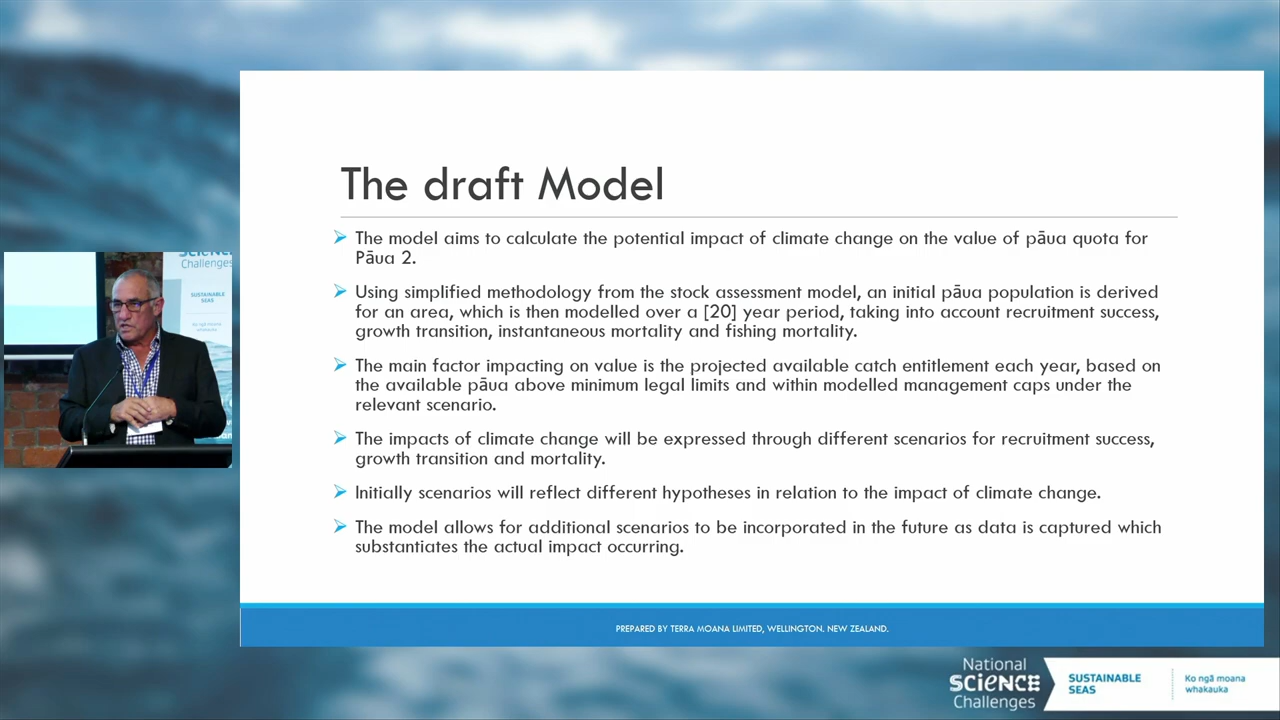 The draft Model
The model aims to calculate the potential impact of climate change on the value of pāua quota for
Pāua 2.
Using simplified methodology from the stock assessment model, an initial pāua population is derived
for an area, which is then modelled over a [20] year period, taking into account recruitment success,
growth transition, instantaneous mortality and fishing mortality.
The main factor impacting on value is the projected available catch entitlement each year, based on
the available pāua above minimum legal limits and within modelled management caps under the
relevant scenario.
The impacts of climate change will be expressed through different scenarios for recruitment success,
growth transition and mortality.
Initially scenarios will reflect different hypotheses in relation to the impact of climate change.
The model allows for additional scenarios to be incorporated in the future as data is captured which
substantiates the actual impact occurring.
PREPARED BY TERRA MOANA LIMITED, WELLINGTON. NEW ZEALAND.
Science
Challenges
SUSTAINABLE
SEAS
Ko ngā moana
whakauka
National
SCIENCE
Challenges
SUSTAINABLE
SEAS
Ko ngā moana
whakauka